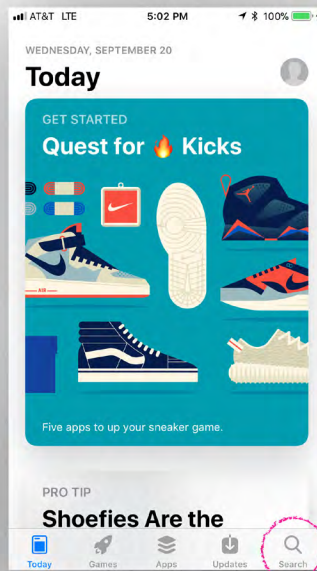 AT&T LTE 5:02 PM 100%
WEDNESDAY, SEPTEMBER 20
Today
GET STARTED
Quest for 🔥 Kicks
AIR
Five apps to up your sneaker game.
PRO TIP
Shoefies Are the
Today Games Apps Updates Search